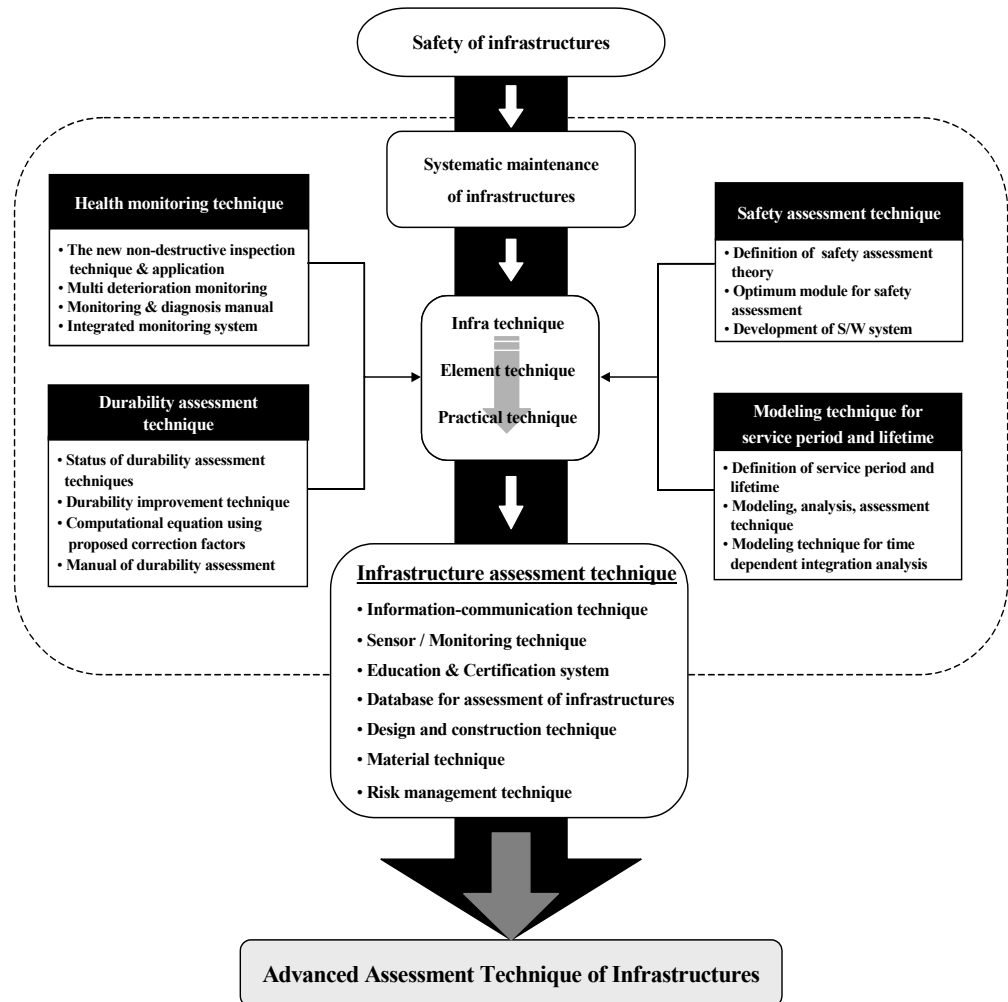 Safety of infrastructures
Systematic maintenance
of infrastructures
Health monitoring technique
• The new non-destructive inspection
technique & application
• Multi deterioration monitoring
• Monitoring & diagnosis manual
• Integrated monitoring system
Durability assessment
technique
• Status of durability assessment
techniques
• Durability improvement technique
• Computational equation using
proposed correction factors
• Manual of durability assessment
Infra technique
Element technique
Practical technique
Safety assessment technique
• Definition of safety assessment
theory
• Optimum module for safety
assessment
• Development of S/W system
Modeling technique for
service period and lifetime
• Definition of service period and
lifetime
• Modeling, analysis, assessment
technique
• Modeling technique for time
dependent integration analysis
Infrastructure assessment technique
• Information-communication technique
• Sensor / Monitoring technique
• Education & Certification system
• Database for assessment of infrastructures
• Design and construction technique
• Material technique
• Risk management technique
Advanced Assessment Technique of Infrastructures